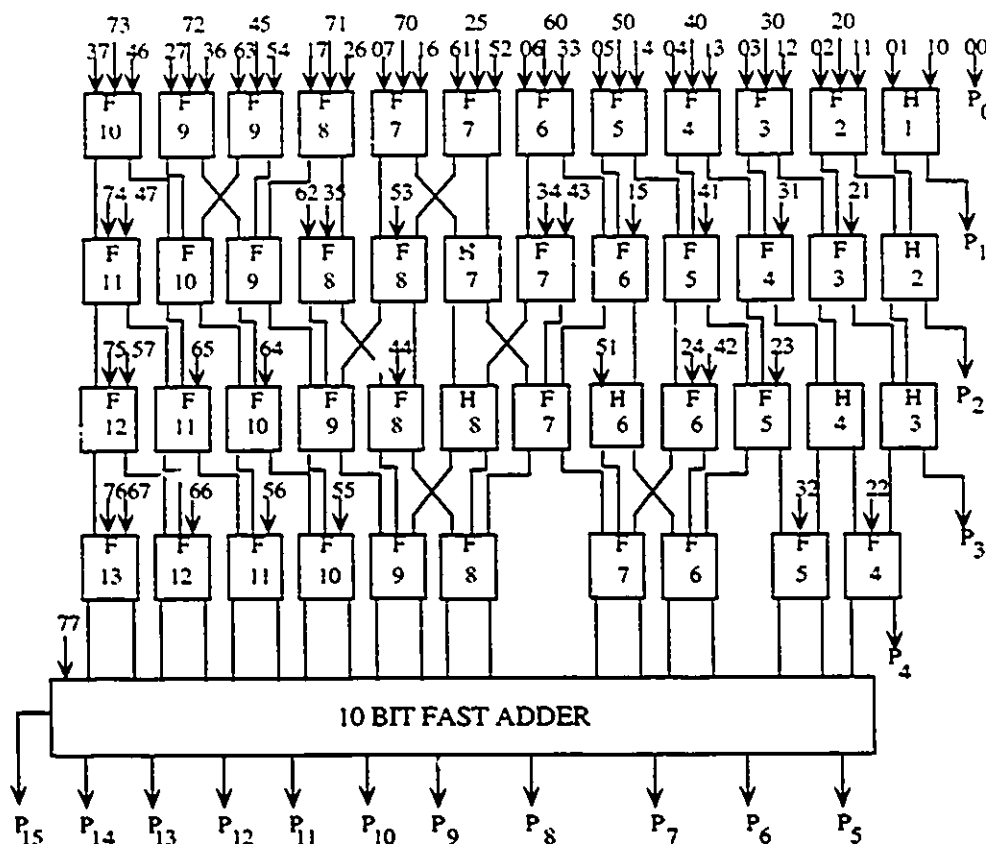 73 72 45 71 70 25 60 50 40 30 20
37 46 27 36 63 54 17 26 07 16 61 52 06 33 05 14 04 13 03 12 02 11 01 10 00
F F F F F F F F F F F H P0
10 9 9 8 7 7 6 5 4 3 2 1
74 47 62 35 53 34 43 15 41 31 21
F F F F F H F F F F F H P1
11 10 9 8 8 7 7 6 5 4 3 2
75 57 65 64 44 51 24 42 23
F F F F F H F H F F H H P2
12 11 10 9 8 8 7 6 6 5 4 3
76 67 66 56 55 32 22
F F F F F F F F F F P3
13 12 11 10 9 8 7 6 5 4
77
P4
10 BIT FAST ADDER
P15 P14 P13 P12 P11 P10 P9 P8 P7 P6 P5